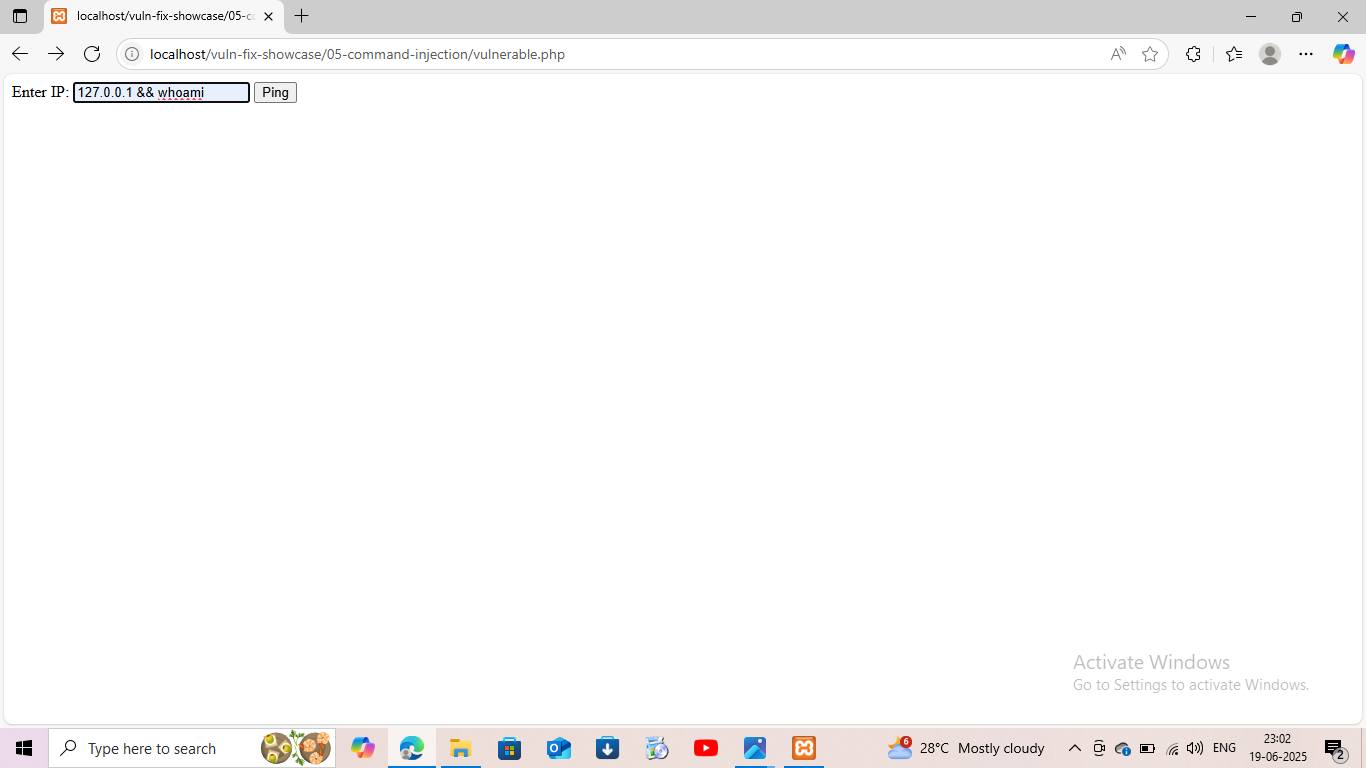 localhost/vuln-fix-showcase/05-c
localhost/vuln-fix-showcase/05-command-injection/vulnerable.php
Enter IP: 127.0.0.1 && whoami Ping
Activate Windows
Go to Settings to activate Windows.
Type here to search
6
28°C Mostly cloudy
ENG
23:02
19-06-2025
2